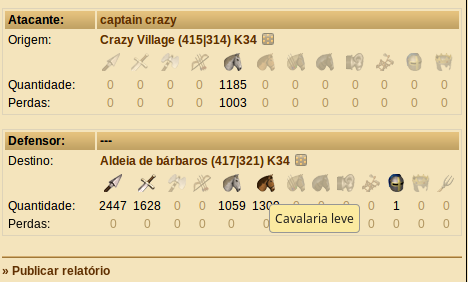 Atacante: captain crazy
Origem: Crazy Village (415|314) K34
Quantidade: 0 0 0 0 1185 0 0 0 0 0 0 0 0
Perdas: 0 0 0 0 1003 0 0 0 0 0 0 0 0
Defensor: ---
Destino: Aldeia de bárbaros (417|321) K34
Quantidade: 2447 1628 0 0 1059 0 1 0 0
Cavalaria leve
Perdas: 0 0 0 0 0 0 0 0 0
» Publicar relatório